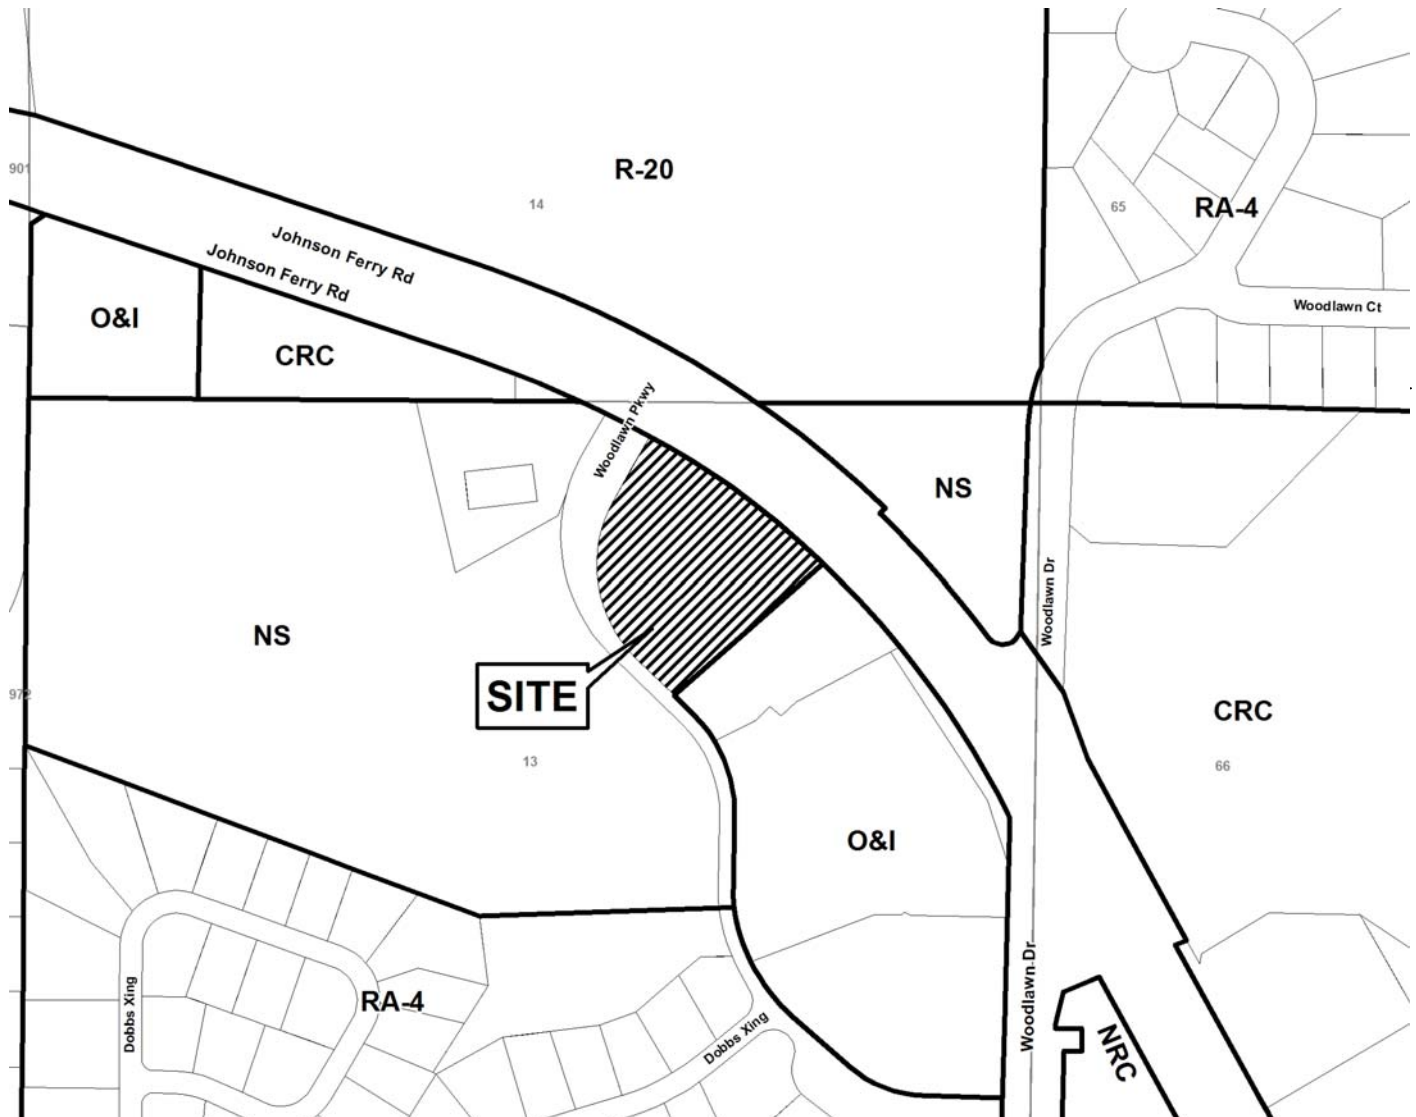 901
R-20
14
65
RA-4
Johnson Ferry Rd
Johnson Ferry Rd
O&I
CRC
Woodlawn Ct
Woodlawn Pkwy
NS
Woodlawn Dr
NS
SITE
972
CRC
13
66
O&I
RA-4
Dobbs Xing
Dobbs Xing
Woodlawn Dr
NRC